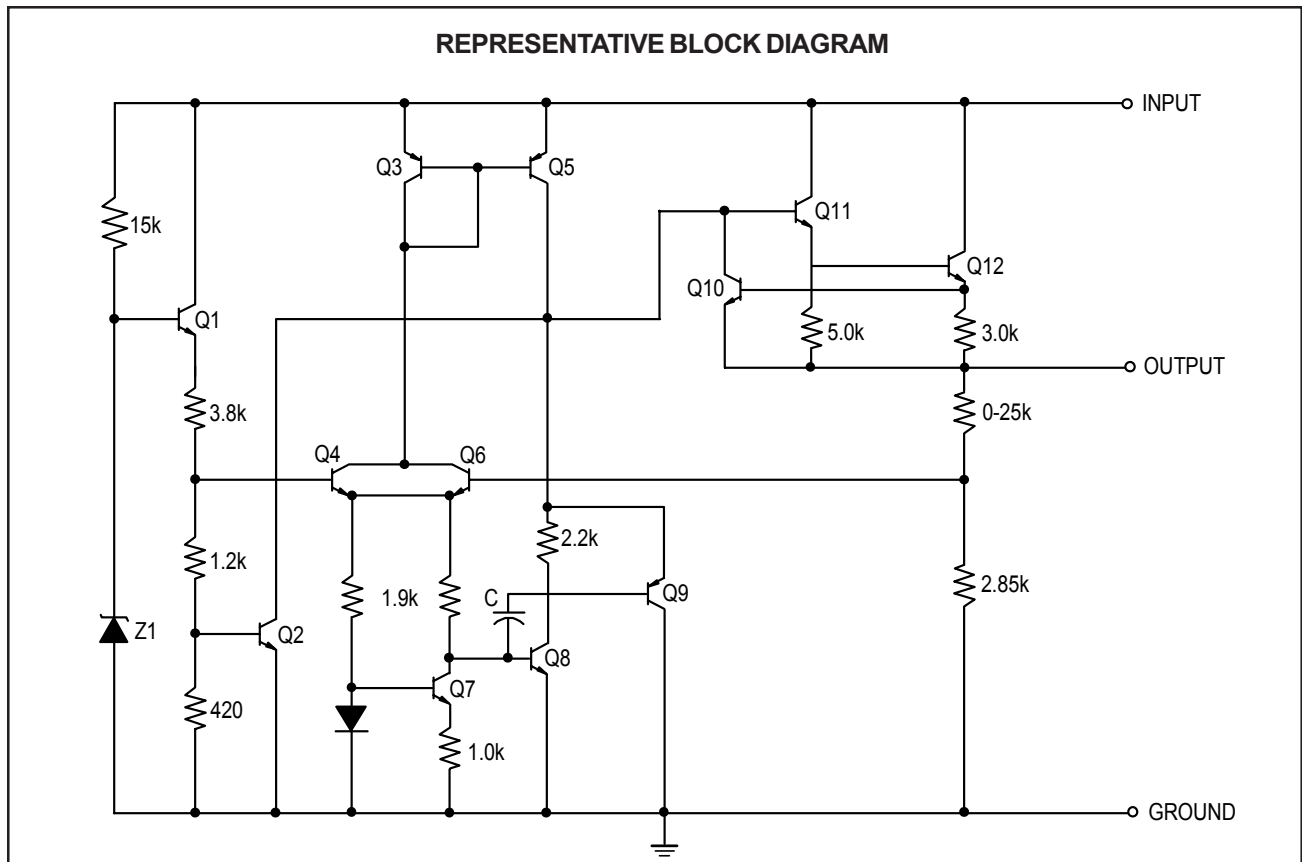 REPRESENTATIVE BLOCK DIAGRAM
INPUT
Q3
Q5
15k
Q11
Q12
Q10
Q1
5.0k
3.0k
OUTPUT
3.8k
0-25k
Q4
Q6
2.2k
1.2k
1.9k
C
Q9
2.85k
Z1
Q2
Q8
Q7
420
1.0k
GROUND